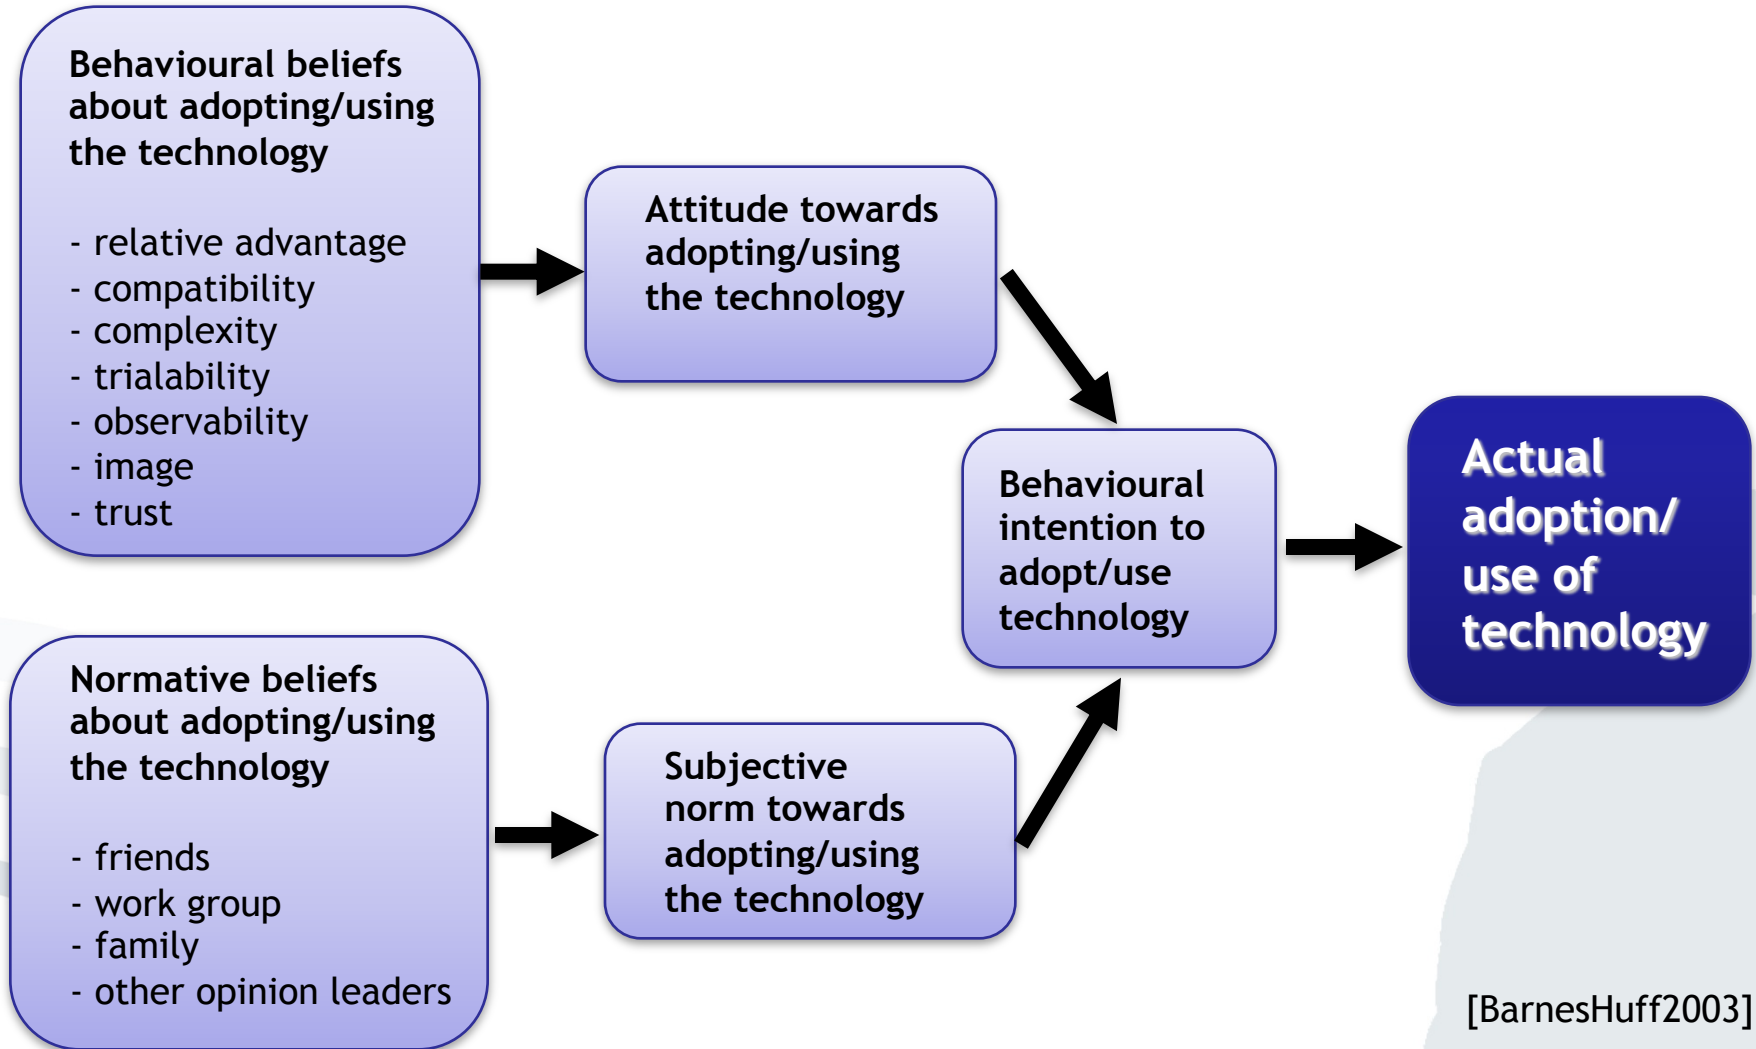 Behavioural beliefs
about adopting/using
the technology
- relative advantage
- compatibility
- complexity
- trialability
- observability
- image
- trust
Attitude towards
adopting/using
the technology
Behavioural
intention to
adopt/use
technology
Actual
adoption/
use of
technology
Normative beliefs
about adopting/using
the technology
- friends
- work group
- family
- other opinion leaders
Subjective
norm towards
adopting/using
the technology
[BarnesHuff2003]